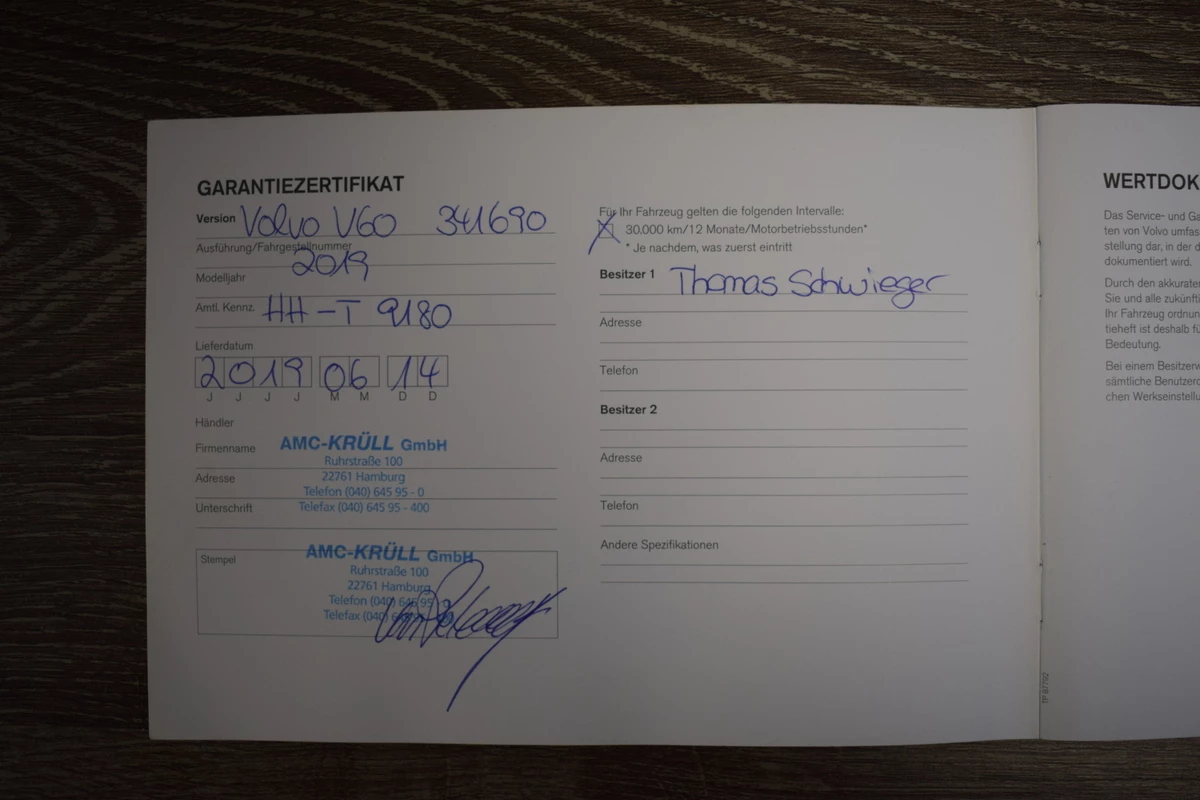 GARANTIEZERTIFIKAT
Version Volvo V60 341690
Ausführung/Fahrgestellnummer
Modelljahr 2019
Amtl. Kennz. HH-T 9180
Lieferdatum
2019 06 14
J J J J M M D D
Händler
Firmenname
Adresse
Unterschrift
AMC-KRÜLL GmbH
Ruhrstraße 100
22761 Hamburg
Telefon (040) 645 95 - 0
Telefax (040) 645 95 - 400
Stempel
AMC-KRÜLL GmbH
Ruhrstraße 100
22761 Hamburg
Telefon (040) 645 95
Telefax (040)
Für Ihr Fahrzeug gelten die folgenden Intervalle:
30.000 km/12 Monate/Motorbetriebsstunden*
* Je nachdem, was zuerst eintritt
Besitzer 1 Thomas Schwieger
Adresse
Telefon
Besitzer 2
Adresse
Telefon
Andere Spezifikationen
WERTDOK
Das Service- und Ga
ten von Volvo umfas
stellung dar, in der d
dokumentiert wird.
Durch den akkurate
Sie und alle zukünfti
Ihr Fahrzeug ordnun
tieheft ist deshalb fü
Bedeutung.
Bei einem Besitzerw
sämtliche Benutzerd
chen Werkseinstellu